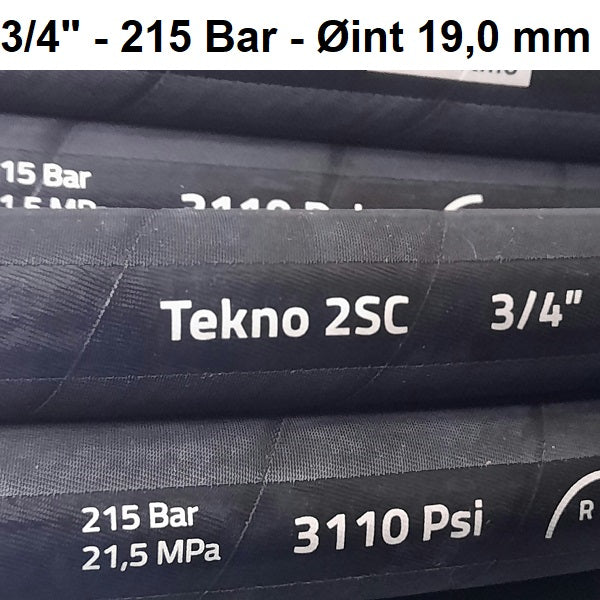 3/4" - 215 Bar - Øint 19,0 mm
15 Bar
3110
Tekno 2SC 3/4"
215 Bar
21,5 MPa
3110 Psi
R